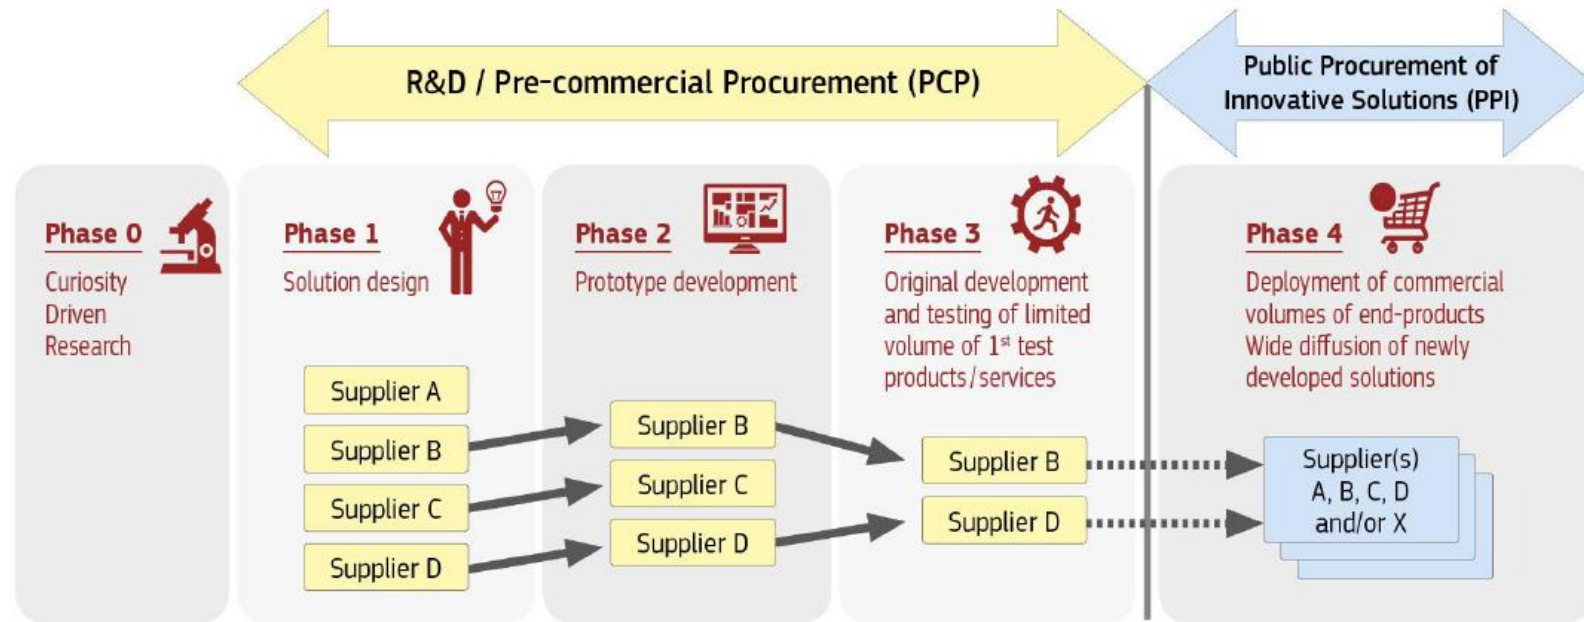 R&D / Pre-commercial Procurement (PCP)
Public Procurement of
Innovative Solutions (PPI)
Phase 0
Curiosity
Driven
Research
Phase 1
Solution design
Supplier A
Supplier B
Supplier C
Supplier D
Phase 2
Prototype development
Supplier B
Supplier C
Supplier D
Phase 3
Original development
and testing of limited
volume of 1st test
products/services
Supplier B
Supplier D
Phase 4
Deployment of commercial
volumes of end-products
Wide diffusion of newly
developed solutions
Supplier(s)
A, B, C, D
and/or X